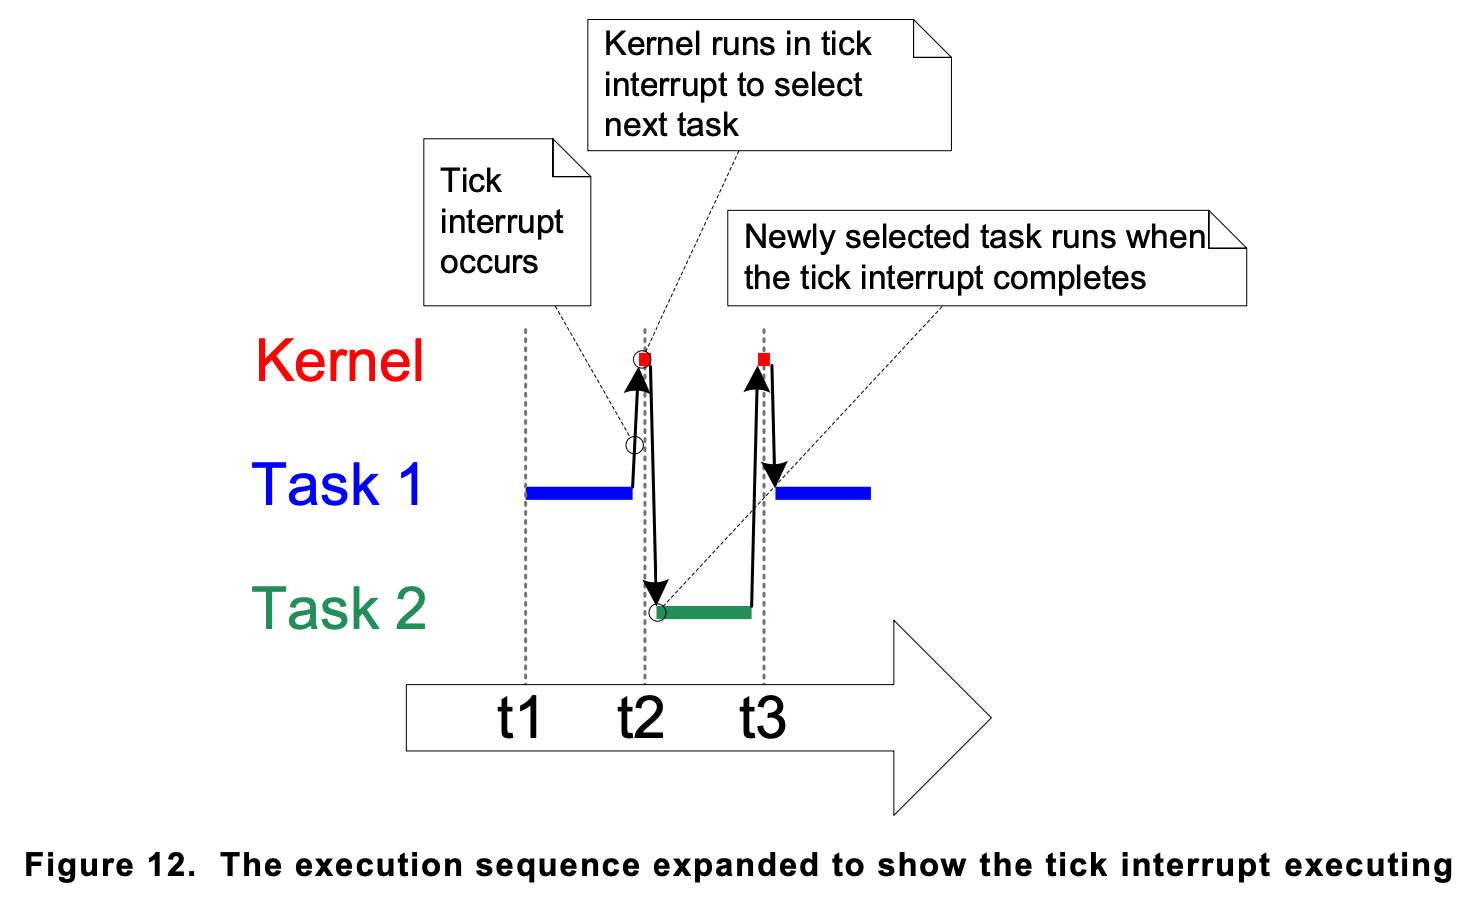 Kernel runs in tick
interrupt to select
next task
Tick
interrupt
occurs
Newly selected task runs when
the tick interrupt completes
Kernel
Task 1
Task 2
t1 t2 t3
Figure 12. The execution sequence expanded to show the tick interrupt executing